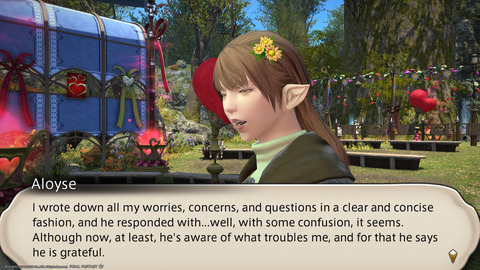 Aloyse
I wrote down all my worries, concerns, and questions in a clear and concise
fashion, and he responded with...well, with some confusion, it seems.
Although now, at least, he's aware of what troubles me, and for that he says
he is grateful.